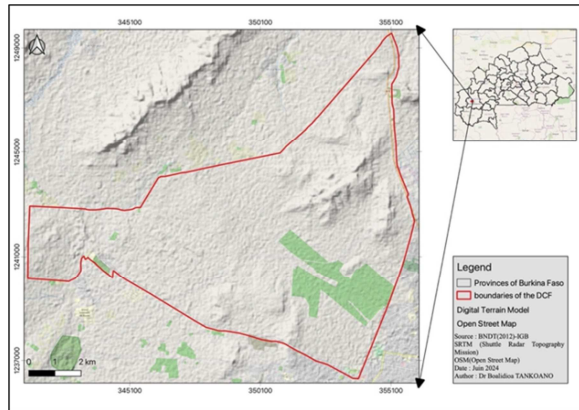 345100 350100 355100
1249000
1245000
1241000
1237000
0 1 2 km
345100 350100 355100
Legend
Provinces of Burkina Faso
boundaries of the DCF
Digital Terrain Model
Open Street Map
Source : BNDT(2012)-IGB
SRTM (Shuttle Radar Topography
Mission)
OSM(Open Street Map)
Date : Juin 2024
Author : Dr Boulidioa TANKOANO